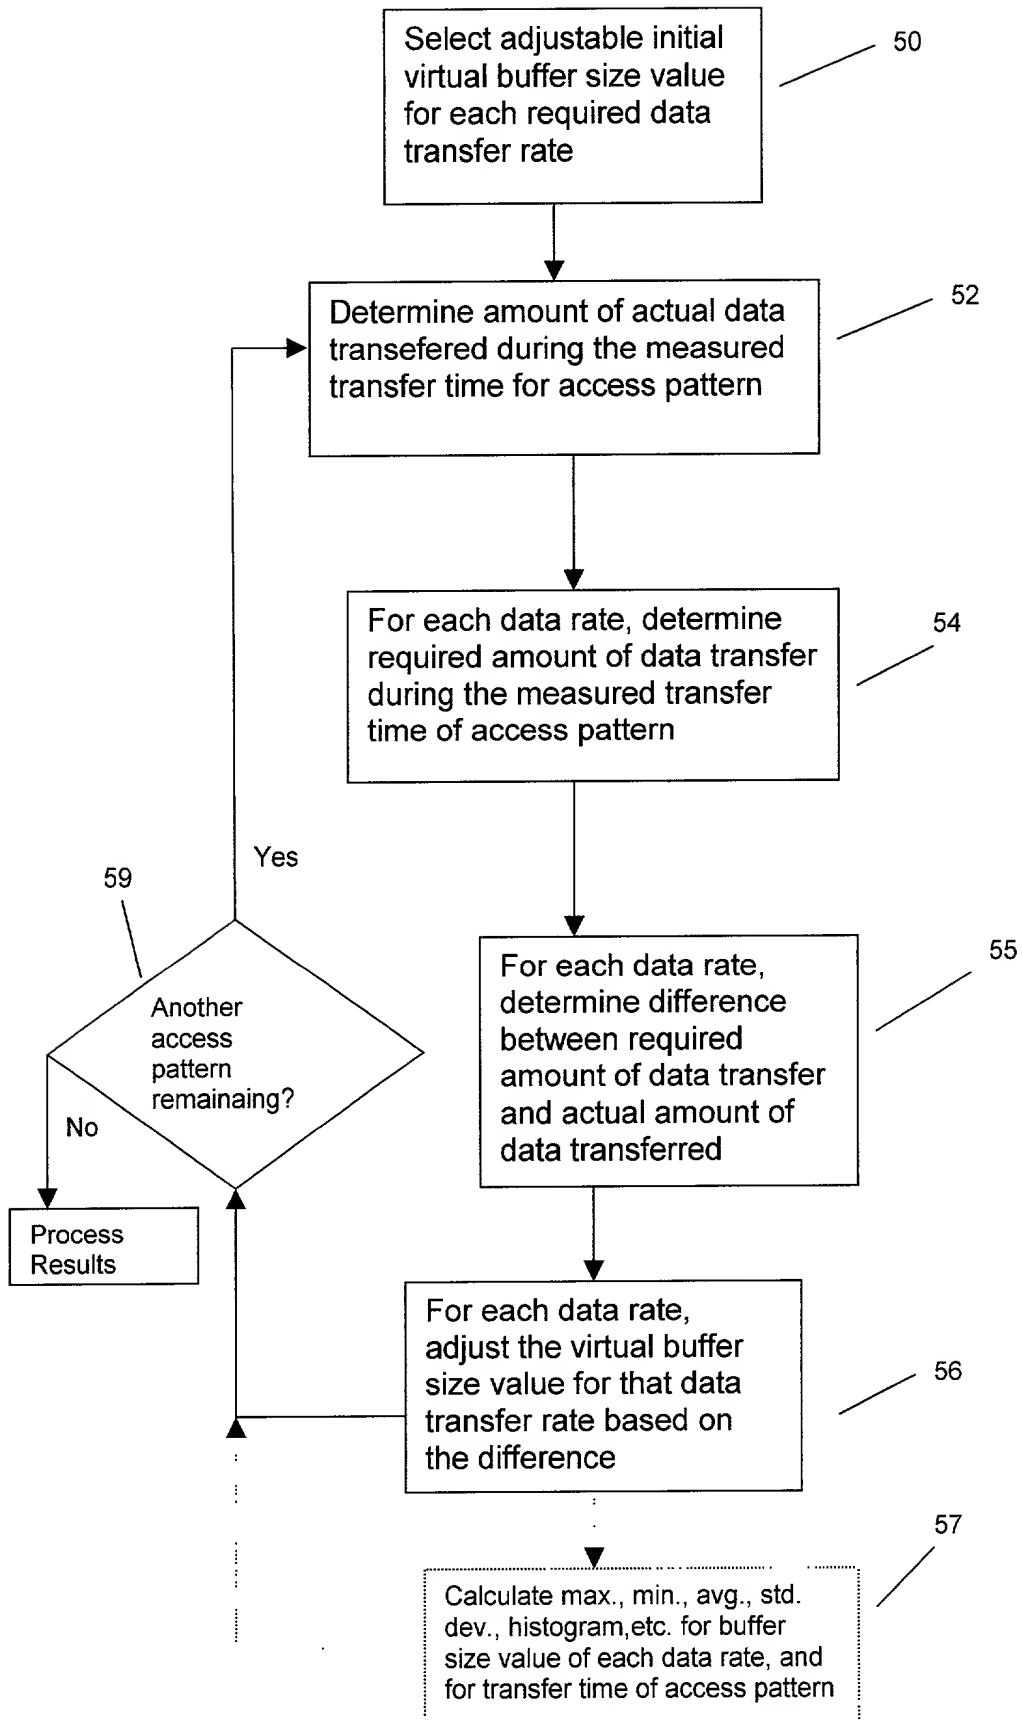 Select adjustable initial
virtual buffer size value
for each required data
transfer rate
50
Determine amount of actual data
transefered during the measured
transfer time for access pattern
52
For each data rate, determine
required amount of data transfer
during the measured transfer
time of access pattern
54
Yes
59
Another
access
pattern
remainaing?
No
Process
Results
For each data rate,
determine difference
between required
amount of data transfer
and actual amount of
data transferred
55
For each data rate,
adjust the virtual buffer
size value for that data
transfer rate based on
the difference
56
57
Calculate max., min., avg., std.
dev., histogram,etc. for buffer
size value of each data rate, and
for transfer time of access pattern